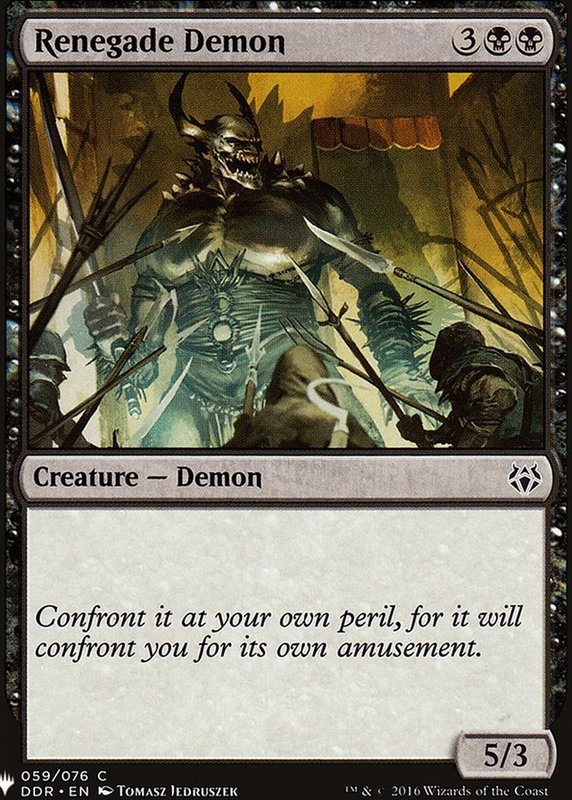 Renegade Demon 3
Creature — Demon
Confront it at your own peril, for it will
confront you for its own amusement.
5/3
059/076 C
DDR • EN Tomasz Jedruszek
™ & © 2016 Wizards of the Coast